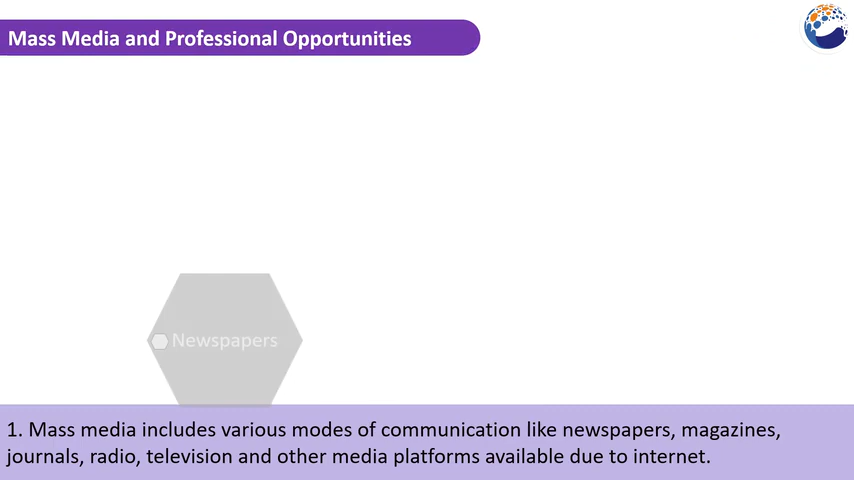 Mass Media and Professional Opportunities
Newspapers
1. Mass media includes various modes of communication like newspapers, magazines,
journals, radio, television and other media platforms available due to internet.